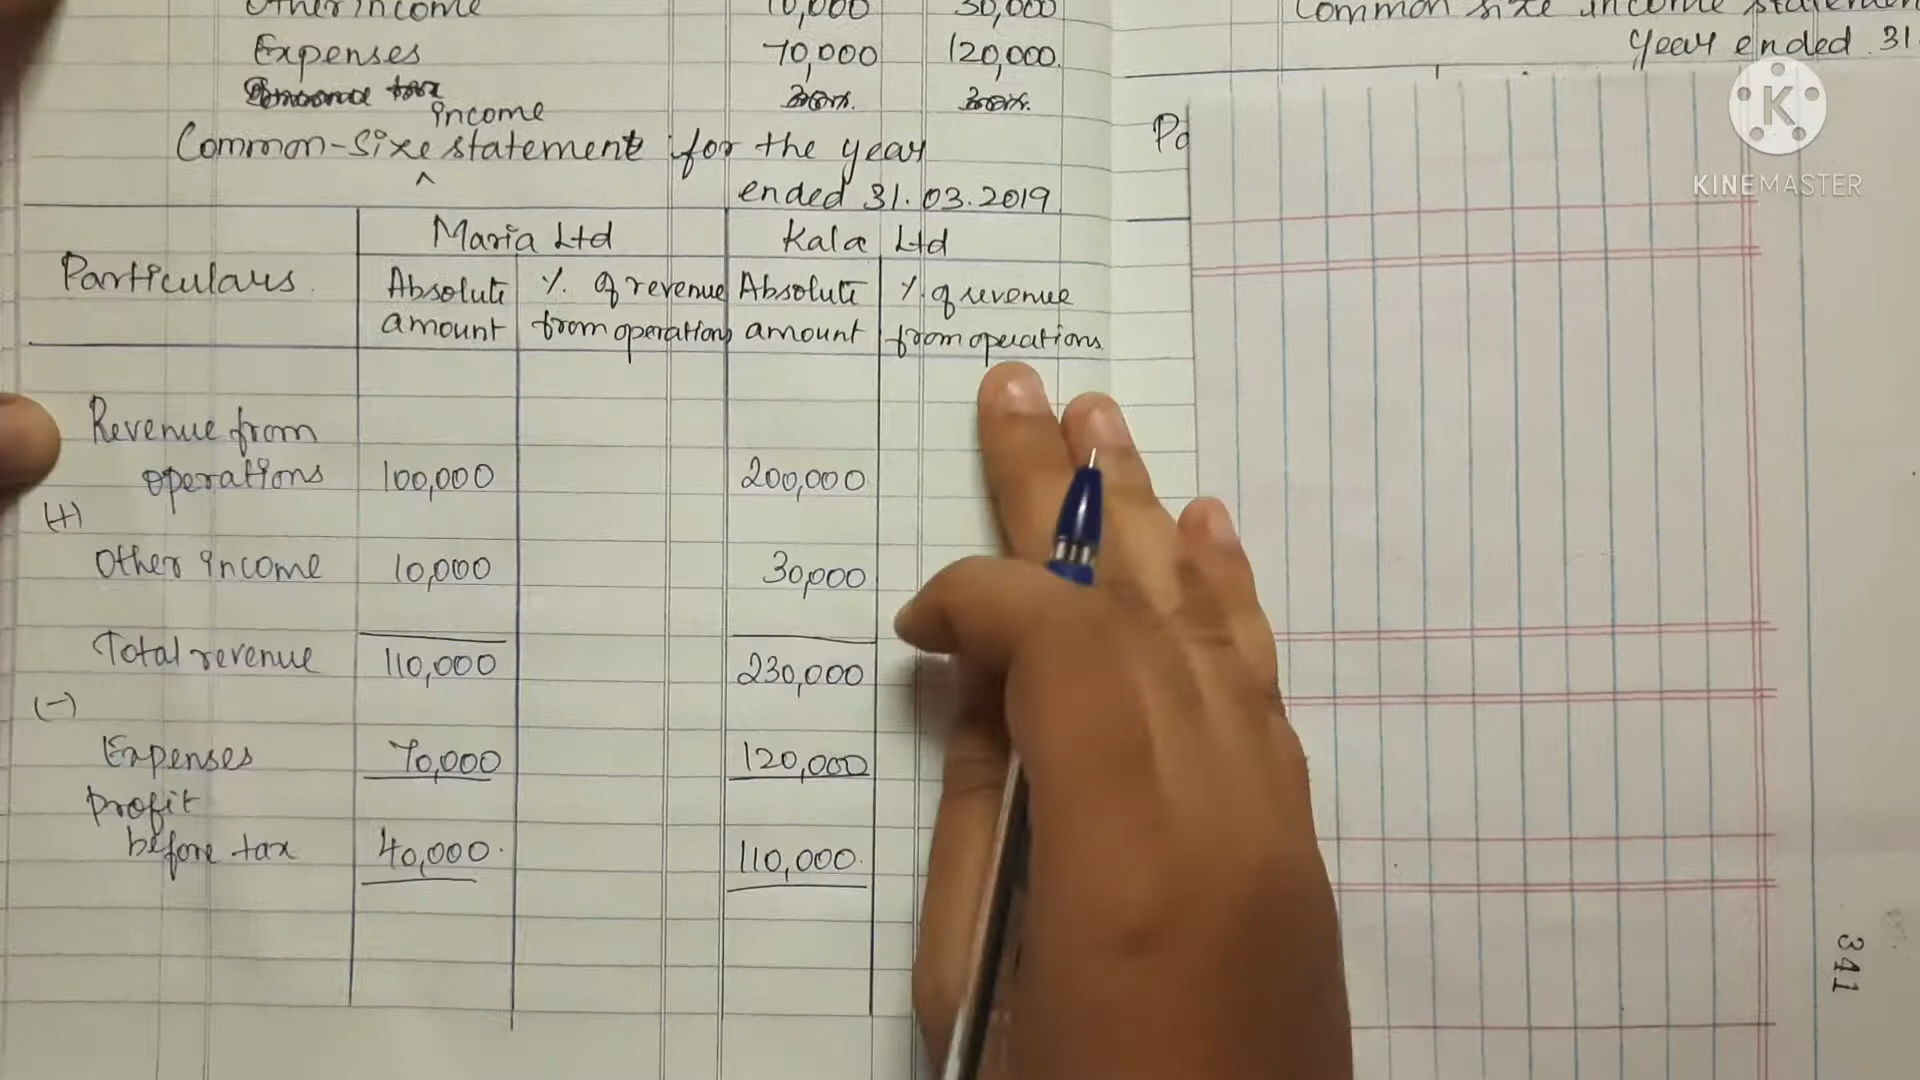 Other income 10,000 30,000
Expenses 70,000 120,000
income
Common-size statement for the year
ended 31.03.2019
Maria Ltd Kala Ltd
Particulars
Absolute amount % of revenue from operations Absolute amount % of revenue from operations
Revenue from
operations 100,000 200,000
(+)
Other income 10,000 30,000
Total revenue 110,000 230,000
(-)
Expenses 70,000 120,000
Profit
before tax 40,000 110,000
Common size income statement
year ended 31.
Pa
KINEMASTER
341